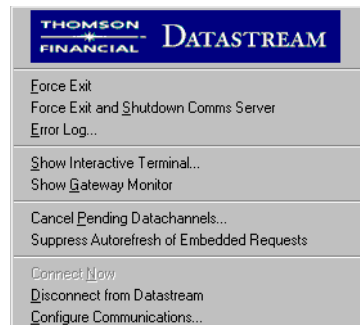 THOMSON
FINANCIAL
DATASTREAM
Force Exit
Force Exit and Shutdown Comms Server
Error Log...
Show Interactive Terminal...
Show Gateway Monitor
Cancel Pending Datachannels...
Suppress Autorefresh of Embedded Requests
Connect Now
Disconnect from Datastream
Configure Communications...